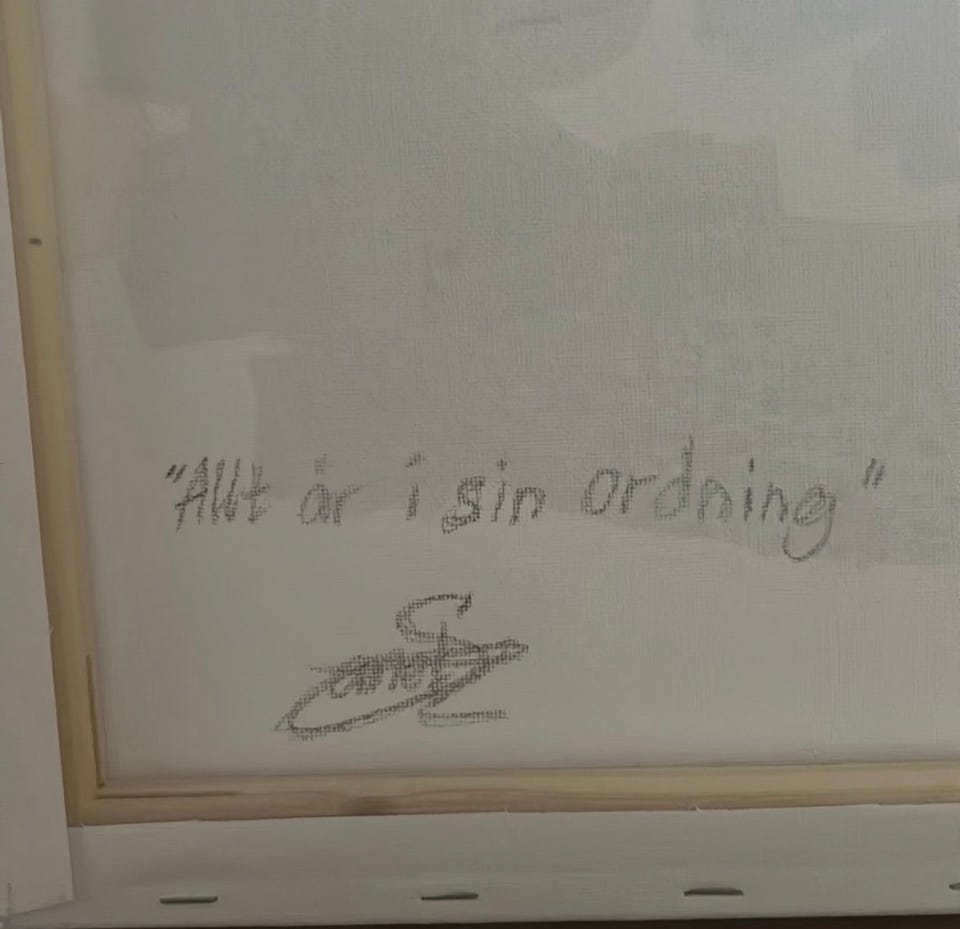 "Allt är i sin ordning"